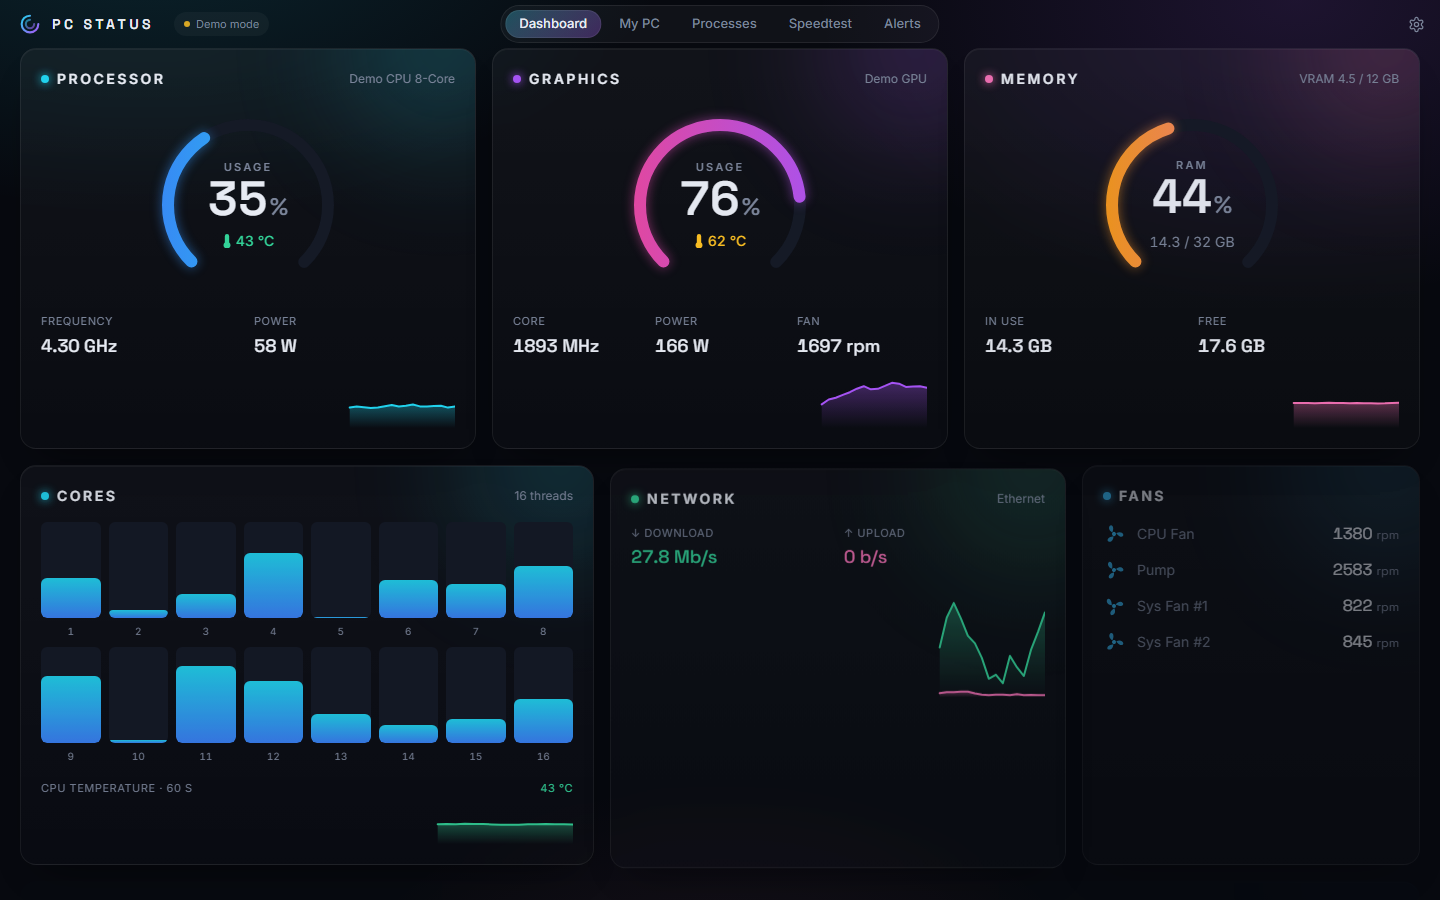 PC STATUS
Demo mode
Dashboard
My PC
Processes
Speedtest
Alerts
PROCESSOR
Demo CPU 8-Core
USAGE
35%
43 °C
FREQUENCY
4.30 GHz
POWER
58 W
GRAPHICS
Demo GPU
USAGE
76%
62 °C
CORE
1893 MHz
POWER
166 W
FAN
1697 rpm
MEMORY
VRAM 4.5 / 12 GB
RAM
44%
14.3 / 32 GB
IN USE
14.3 GB
FREE
17.6 GB
CORES
16 threads
1 2 3 4 5 6 7 8
9 10 11 12 13 14 15 16
CPU TEMPERATURE · 60 S
43 °C
NETWORK
Ethernet
↓ DOWNLOAD
27.8 Mb/s
↑ UPLOAD
0 b/s
FANS
CPU Fan 1380 rpm
Pump 2583 rpm
Sys Fan #1 822 rpm
Sys Fan #2 845 rpm